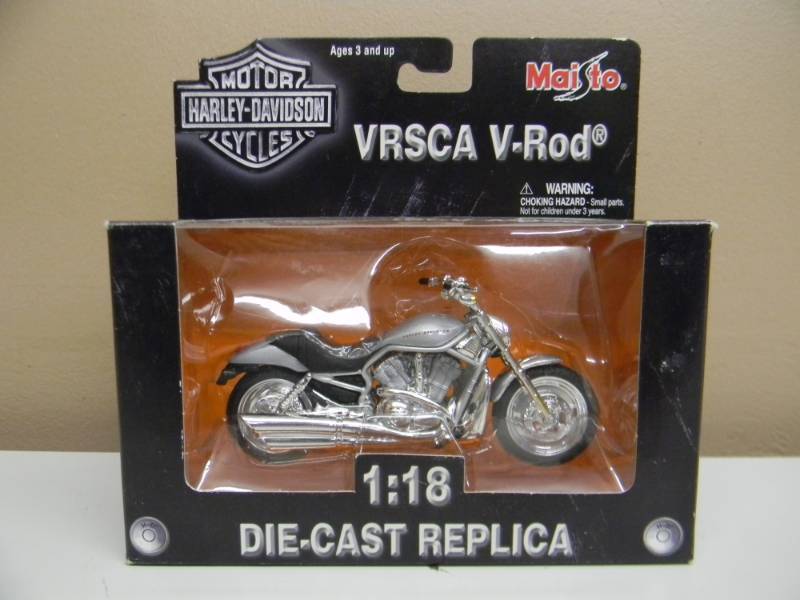 Ages 3 and up
MOTOR
HARLEY-DAVIDSON
CYCLES
Maisto®
VRSCA V-Rod®
⚠ WARNING:
CHOKING HAZARD - Small parts.
Not for children under 3 years.
1:18
DIE-CAST REPLICA